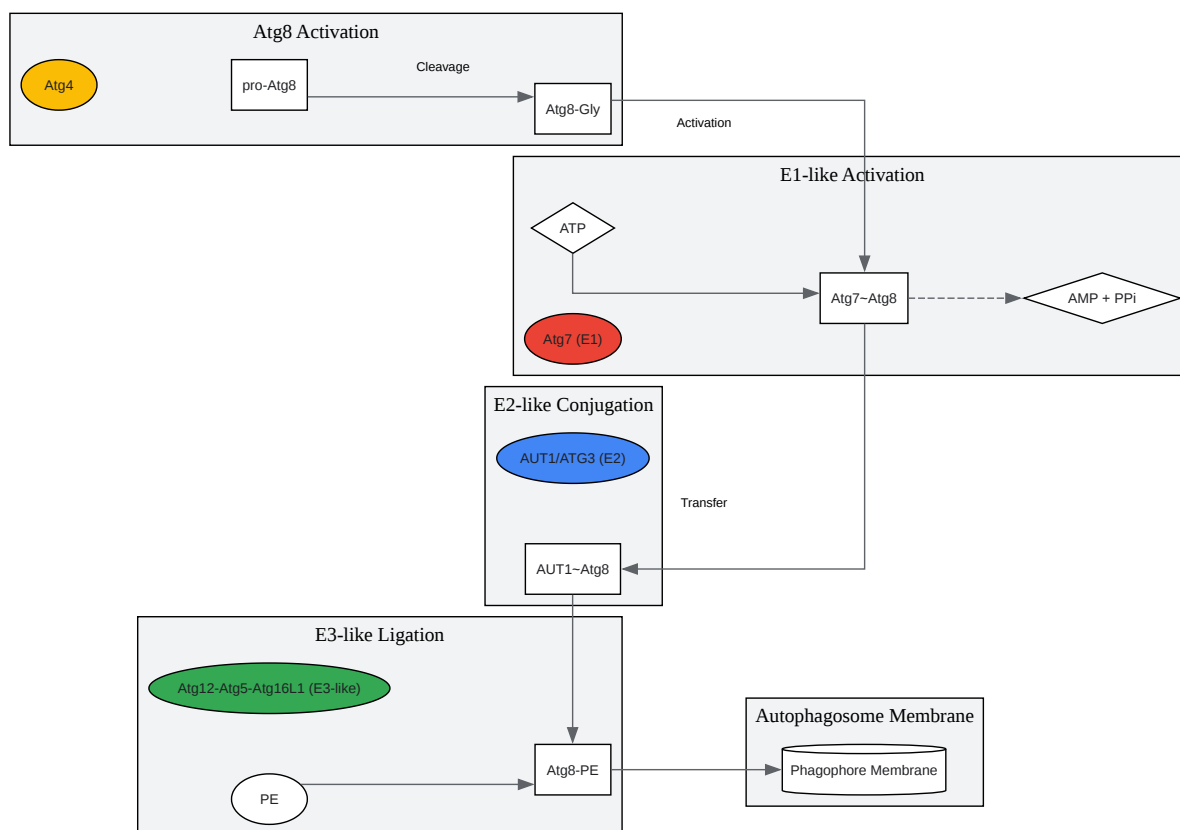 Atg8 Activation
Atg4
pro-Atg8
Cleavage
Atg8-Gly
Activation
E1-like Activation
ATP
Atg7~Atg8
AMP + PPi
Atg7 (E1)
E2-like Conjugation
AUT1/ATG3 (E2)
Transfer
AUT1~Atg8
E3-like Ligation
Atg12-Atg5-Atg16L1 (E3-like)
Atg8-PE
PE
Autophagosome Membrane
Phagophore Membrane